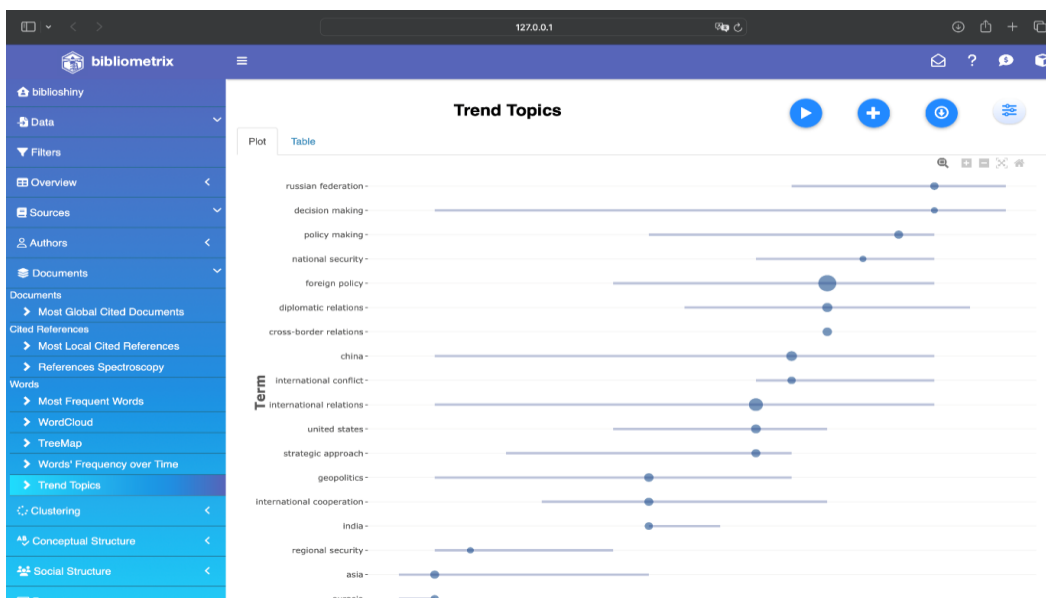 127.0.0.1
bibliometrix
biblioshiny
Data
Filters
Overview
Sources
Authors
Documents
Documents
Most Global Cited Documents
Cited References
Most Local Cited References
References Spectroscopy
Words
Most Frequent Words
WordCloud
TreeMap
Words' Frequency over Time
Trend Topics
Clustering
Conceptual Structure
Social Structure
Trend Topics
Plot
Table
Term
russian federation
decision making
policy making
national security
foreign policy
diplomatic relations
cross-border relations
china
international conflict
international relations
united states
strategic approach
geopolitics
international cooperation
india
regional security
asia